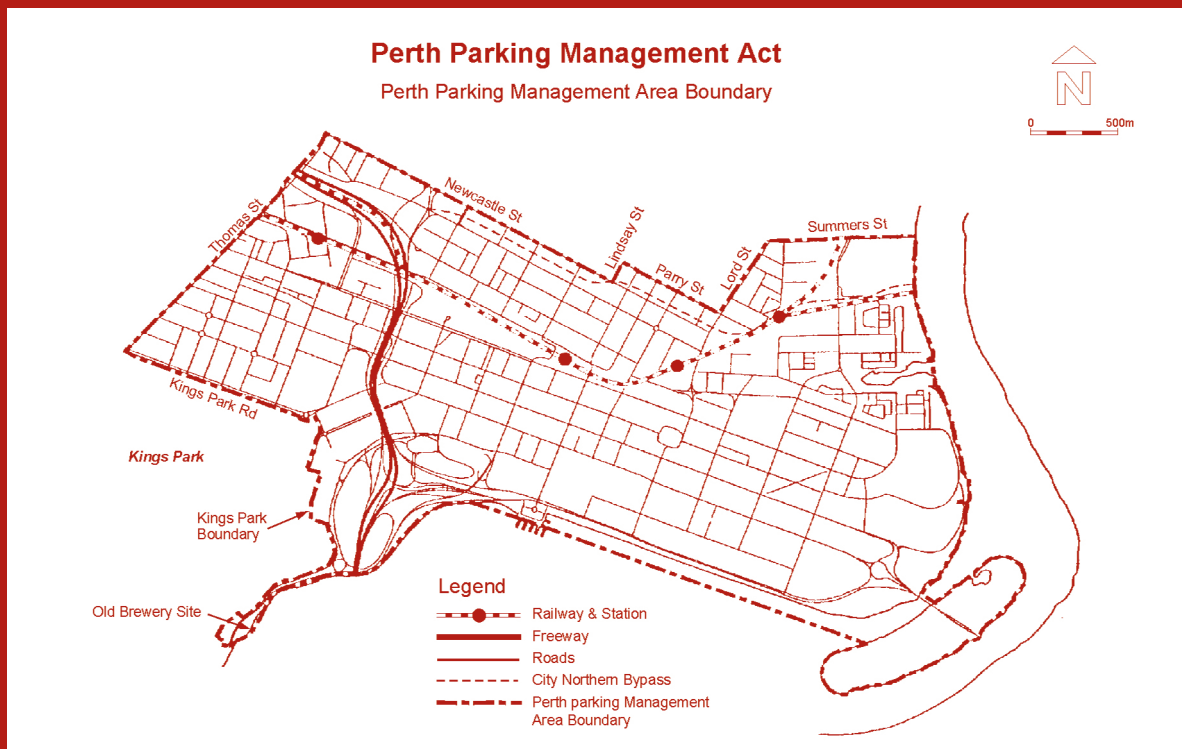 Perth Parking Management Act
Perth Parking Management Area Boundary
N
0 500m
Newcastle St
Thomas St
Lindsay St
Summers St
Lord St
Parry St
Kings Park Rd
Kings Park
Kings Park
Boundary
Old Brewery Site
Legend
Railway & Station
Freeway
Roads
City Northern Bypass
Perth parking Management
Area Boundary